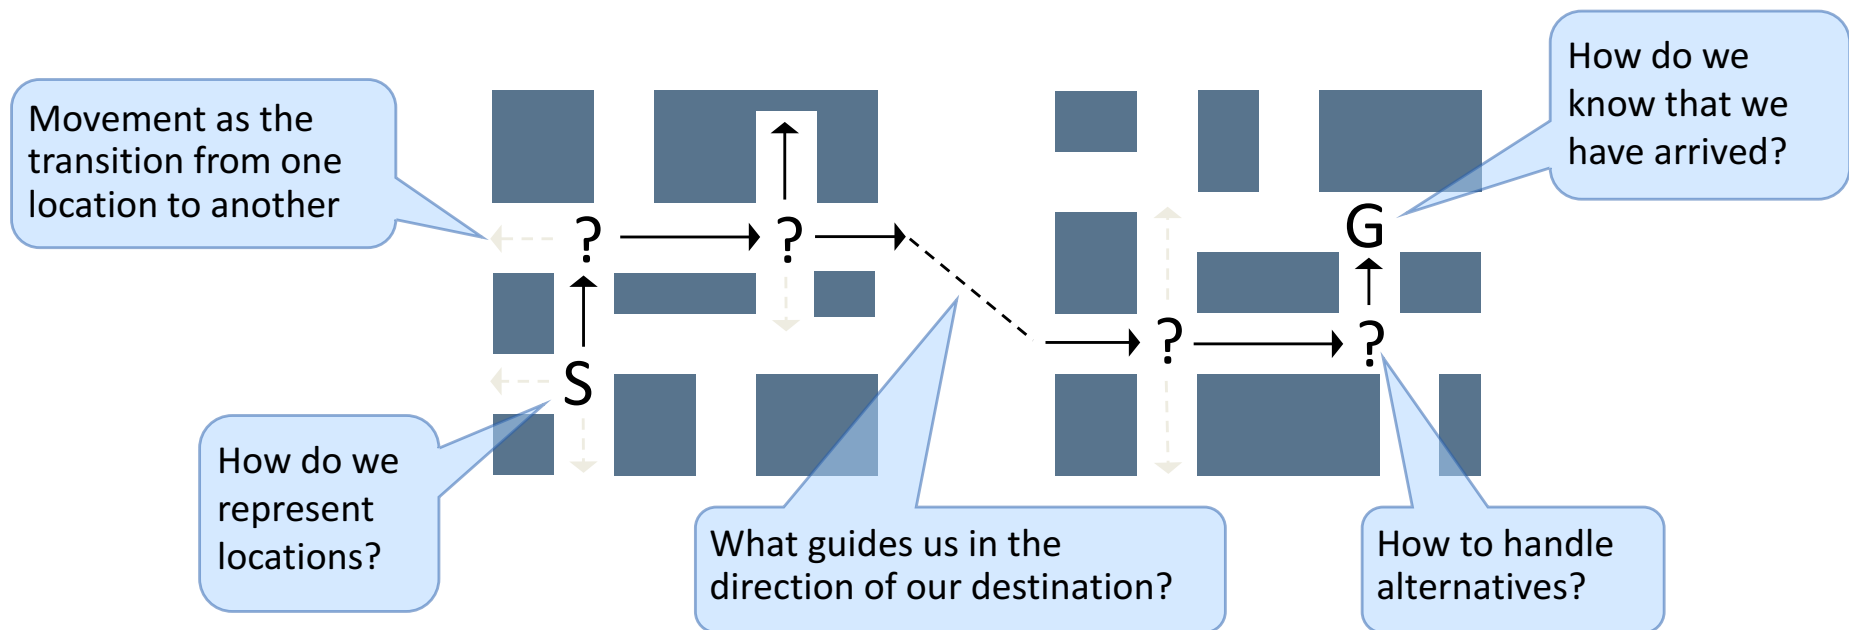 Movement as the
transition from one
location to another
How do we
know that we
have arrived?
? ?
G
? ?
S
How do we
represent
locations?
What guides us in the
direction of our destination?
How to handle
alternatives?